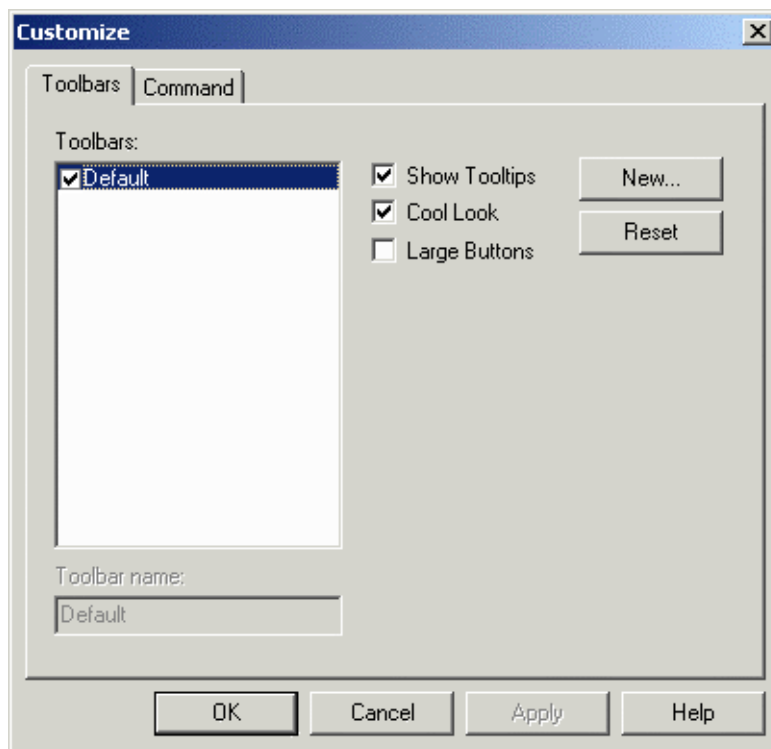 Customize
Toolbars Command
Toolbars:
Default
Show Tooltips
Cool Look
Large Buttons
New...
Reset
Toolbar name:
Default
OK Cancel Apply Help